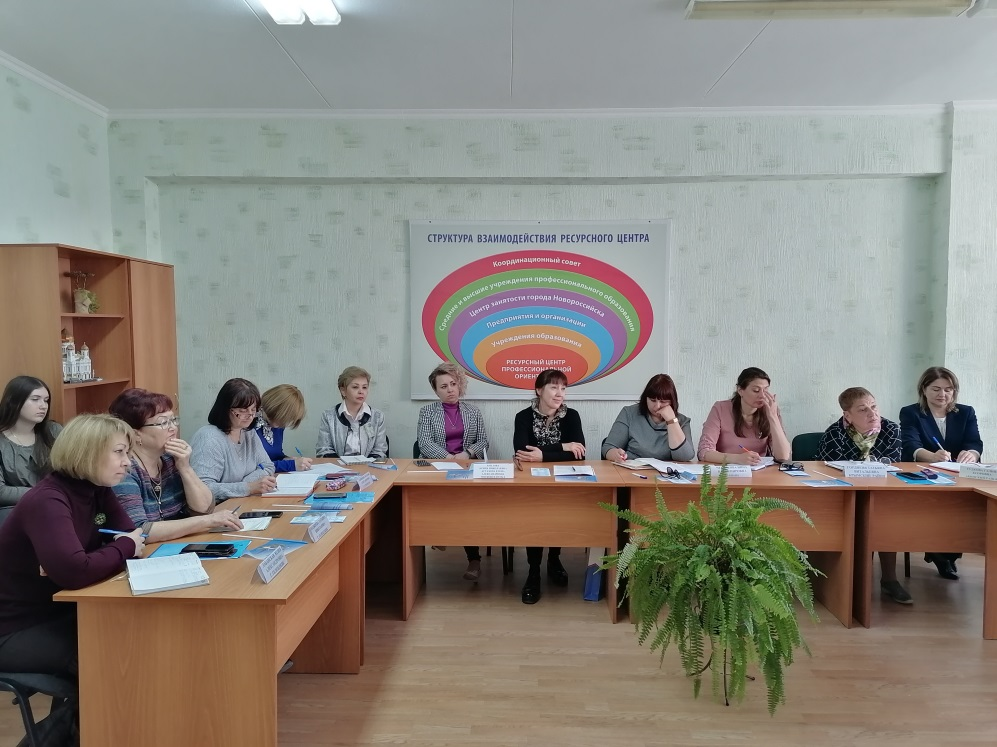 СТРУКТУРА ВЗАИМОДЕЙСТВИЯ РЕСУРСНОГО ЦЕНТРА
Координационный совет
Средние и высшие учреждения профессионального образования
Центр занятости города Новороссийска
Предприятия и организации
Учреждения образования
РЕСУРСНЫЙ ЦЕНТР
ПРОФЕССИОНАЛЬНОЙ